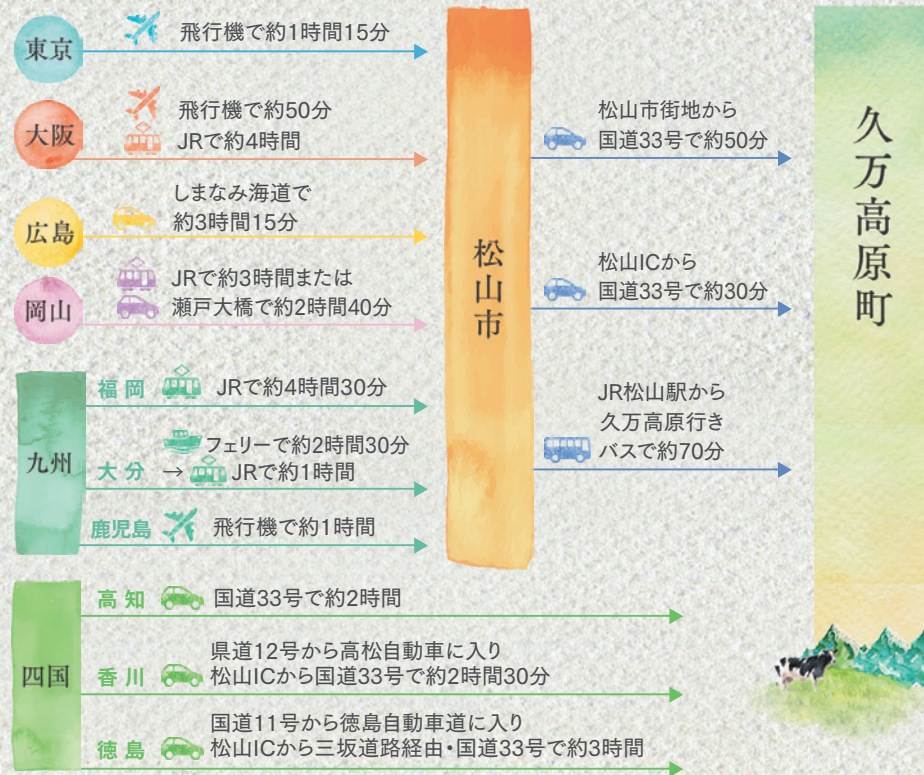 東京
飛行機で約1時間15分
大阪
飛行機で約50分
JRで約4時間
広島
しまなみ海道で
約3時間15分
岡山
JRで約3時間または
瀬戸大橋で約2時間40分
九州
福岡
JRで約4時間30分
大分
フェリーで約2時間30分
→ JRで約1時間
鹿児島
飛行機で約1時間
松山市
松山市街地から
国道33号で約50分
松山ICから
国道33号で約30分
JR松山駅から
久万高原行き
バスで約70分
久万高原町
四国
高知
国道33号で約2時間
香川
県道12号から高松自動車に入り
松山ICから国道33号で約2時間30分
徳島
国道11号から徳島自動車道に入り
松山ICから三坂道路経由・国道33号で約3時間